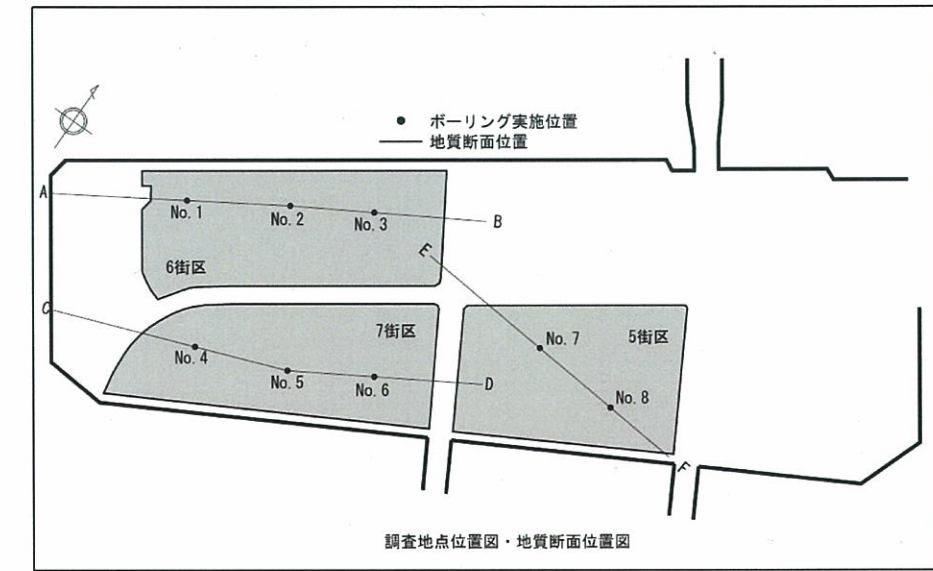 ボーリング実施位置
地質断面位置
A
No. 1
No. 2
No. 3
B
E
6街区
C
7街区
5街区
No. 4
No. 5
No. 6
D
No. 7
No. 8
F
調査地点位置図・地質断面位置図